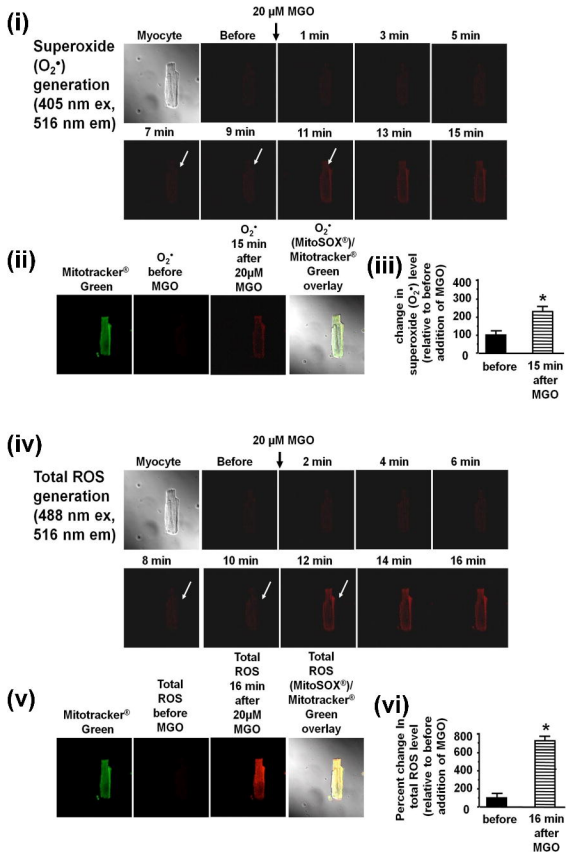 (i)
20 µM MGO
Superoxide
(O₂•)
generation
(405 nm ex,
516 nm em)
Myocyte Before 1 min 3 min 5 min
7 min 9 min 11 min 13 min 15 min
(ii)
Mitotracker®
Green
O₂•
before
MGO
O₂•
15 min
after
20µM
MGO
O₂•
(MitoSOX®)/
Mitotracker®
Green
overlay
(iii)
change in
superoxide (O₂•) level
(relative to before
addition of MGO)
400
300
200
100
0
*
before
15 min
after
MGO
(iv)
20 µM MGO
Total ROS
generation
(488 nm ex,
516 nm em)
Myocyte Before 2 min 4 min 6 min
8 min 10 min 12 min 14 min 16 min
(v)
Mitotracker®
Green
Total
ROS
before
MGO
Total
ROS
16 min
after
20µM
MGO
Total
ROS
(MitoSOX®)/
Mitotracker®
Green
overlay
(vi)
Percent change in
total ROS level
(relative to before
addition of MGO)
800
600
400
200
0
*
before
16 min
after
MGO